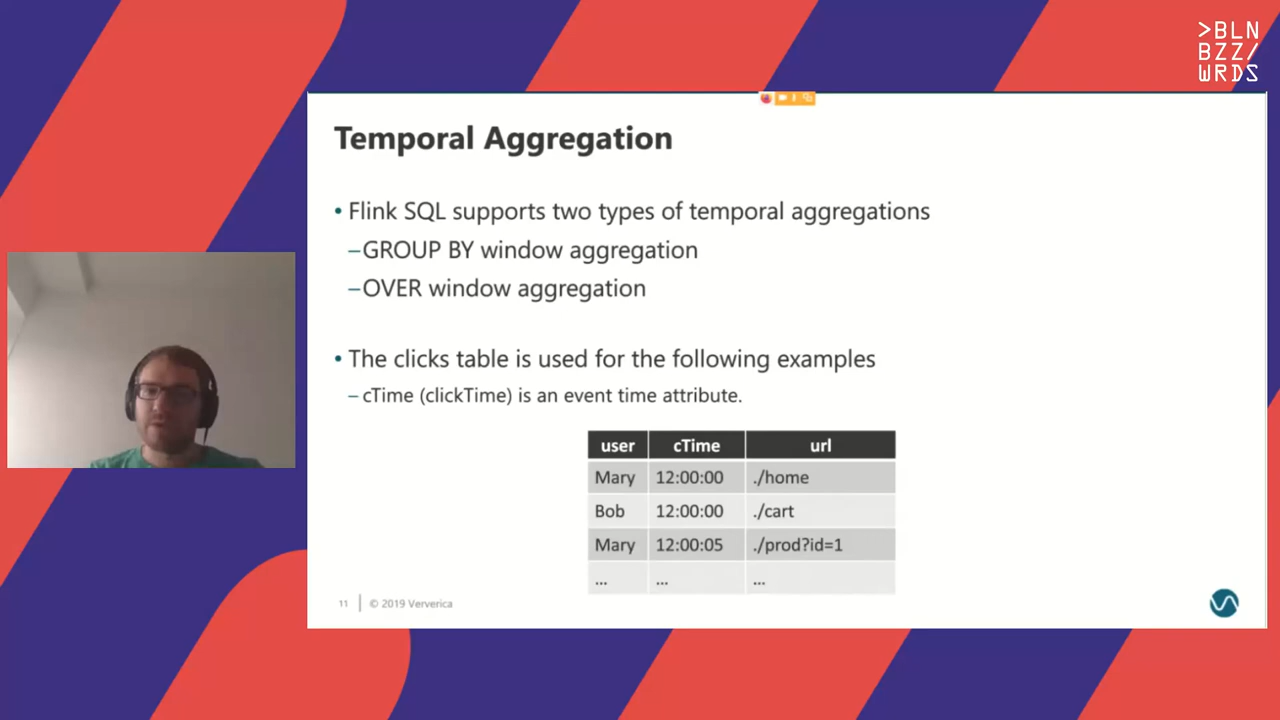 >BLN
BZZ/
WRDS
Temporal Aggregation
• Flink SQL supports two types of temporal aggregations
–GROUP BY window aggregation
–OVER window aggregation
• The clicks table is used for the following examples
– cTime (clickTime) is an event time attribute.
user cTime url
Mary 12:00:00 ./home
Bob 12:00:00 ./cart
Mary 12:00:05 ./prod?id=1
... ... ...
11 © 2019 Ververica